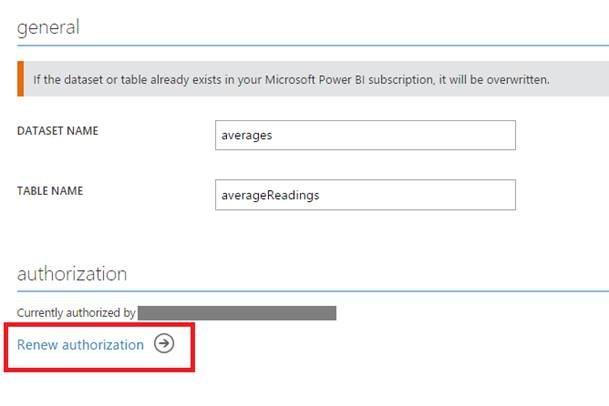 general
If the dataset or table already exists in your Microsoft Power BI subscription, it will be overwritten.
DATASET NAME
averages
TABLE NAME
averageReadings
authorization
Currently authorized by
Renew authorization